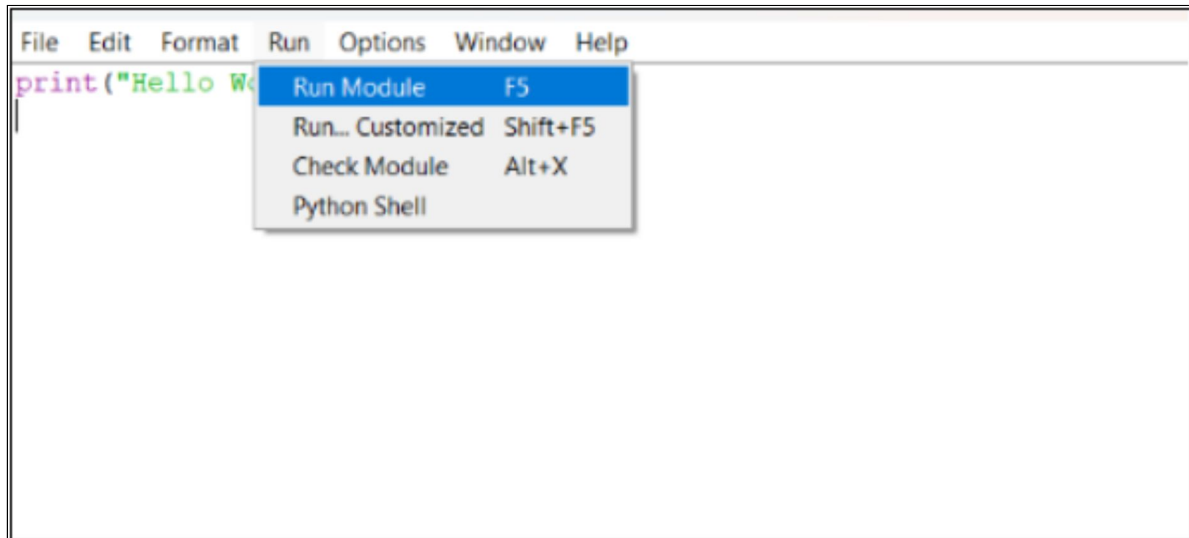 File Edit Format Run Options Window Help
print("Hello
Run Module F5
Run... Customized Shift+F5
Check Module Alt+X
Python Shell